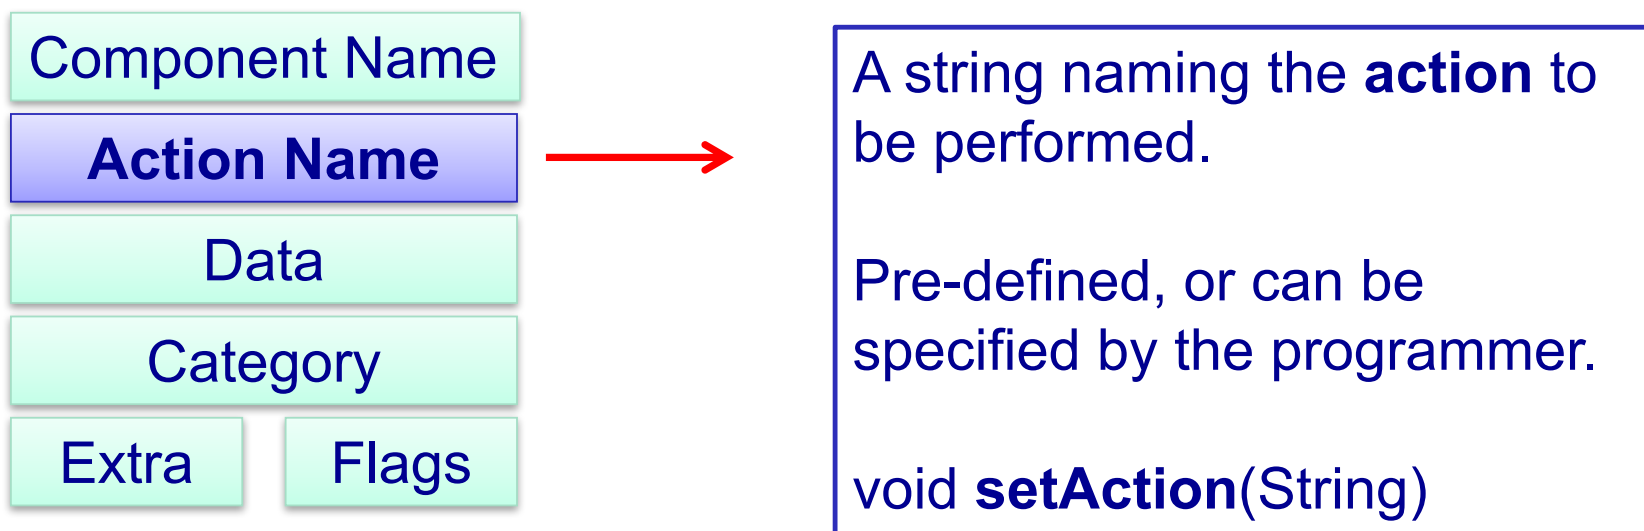 Component Name
Action Name
Data
Category
Extra
Flags
A string naming the action to
be performed.
Pre-defined, or can be
specified by the programmer.
void setAction(String)